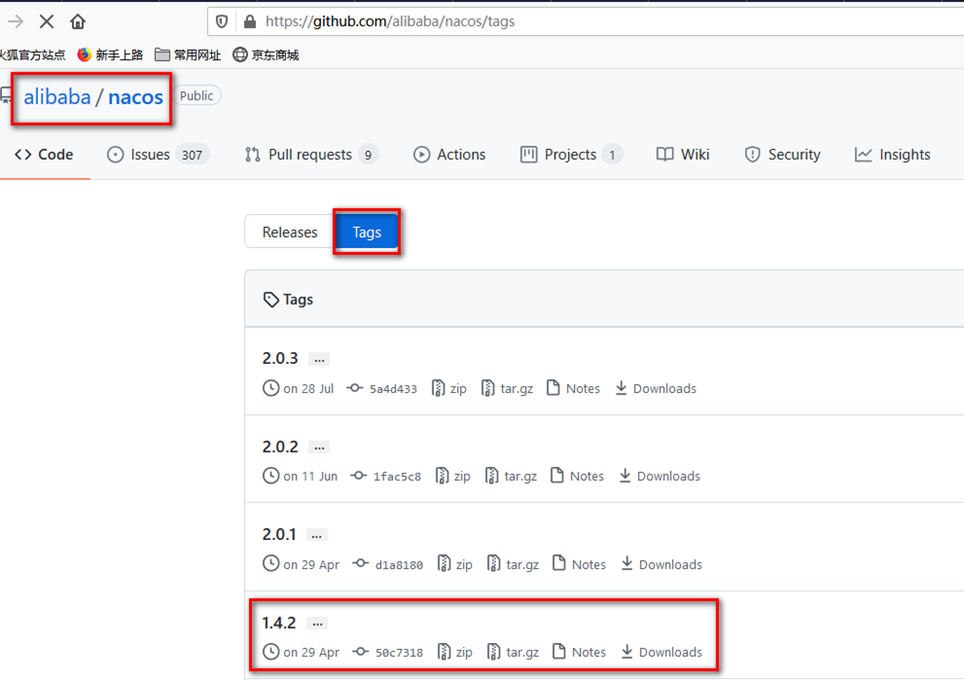 https://github.com/alibaba/nacos/tags
火狐官方站点 新手上路 常用网址 京东商城
alibaba / nacos Public
Code Issues 307 Pull requests 9 Actions Projects 1 Wiki Security Insights
Releases Tags
Tags
2.0.3 ...
on 28 Jul 5a4d433 zip tar.gz Notes Downloads
2.0.2 ...
on 11 Jun 1fac5c8 zip tar.gz Notes Downloads
2.0.1 ...
on 29 Apr d1a8180 zip tar.gz Notes Downloads
1.4.2 ...
on 29 Apr 50c7318 zip tar.gz Notes Downloads